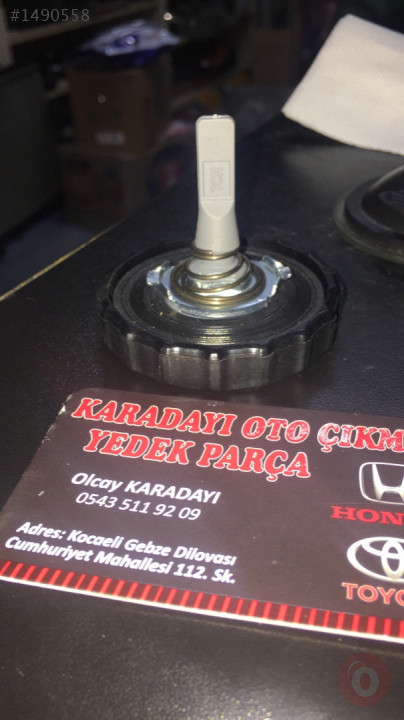 #1490558
KARADAYI OTO ÇIKM
YEDEK PARÇA
Olcay KARADAYI
0543 511 92 09
Adres: Kocaeli Gebze Dilovası
Cumhuriyet Mahallesi 112. Sk.
HON
TOYO